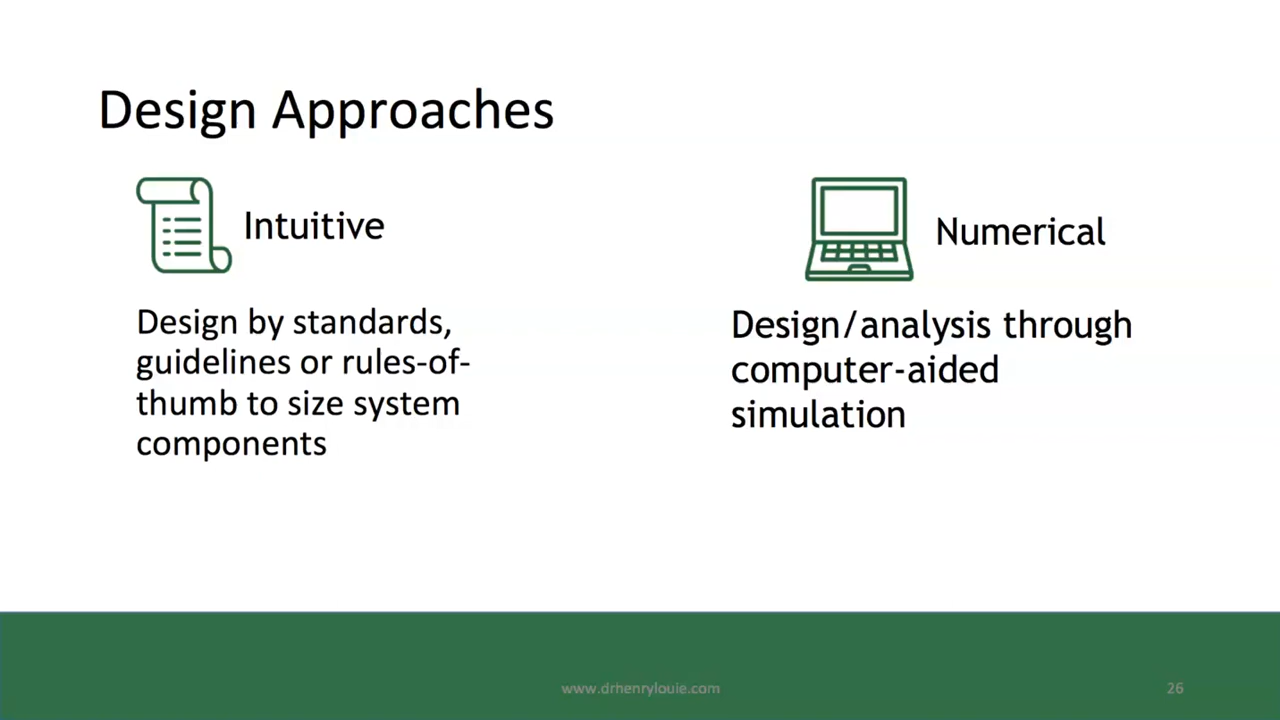 Design Approaches
Intuitive
Design by standards,
guidelines or rules-of-
thumb to size system
components
Numerical
Design/analysis through
computer-aided
simulation
www.drhenrylouie.com
26